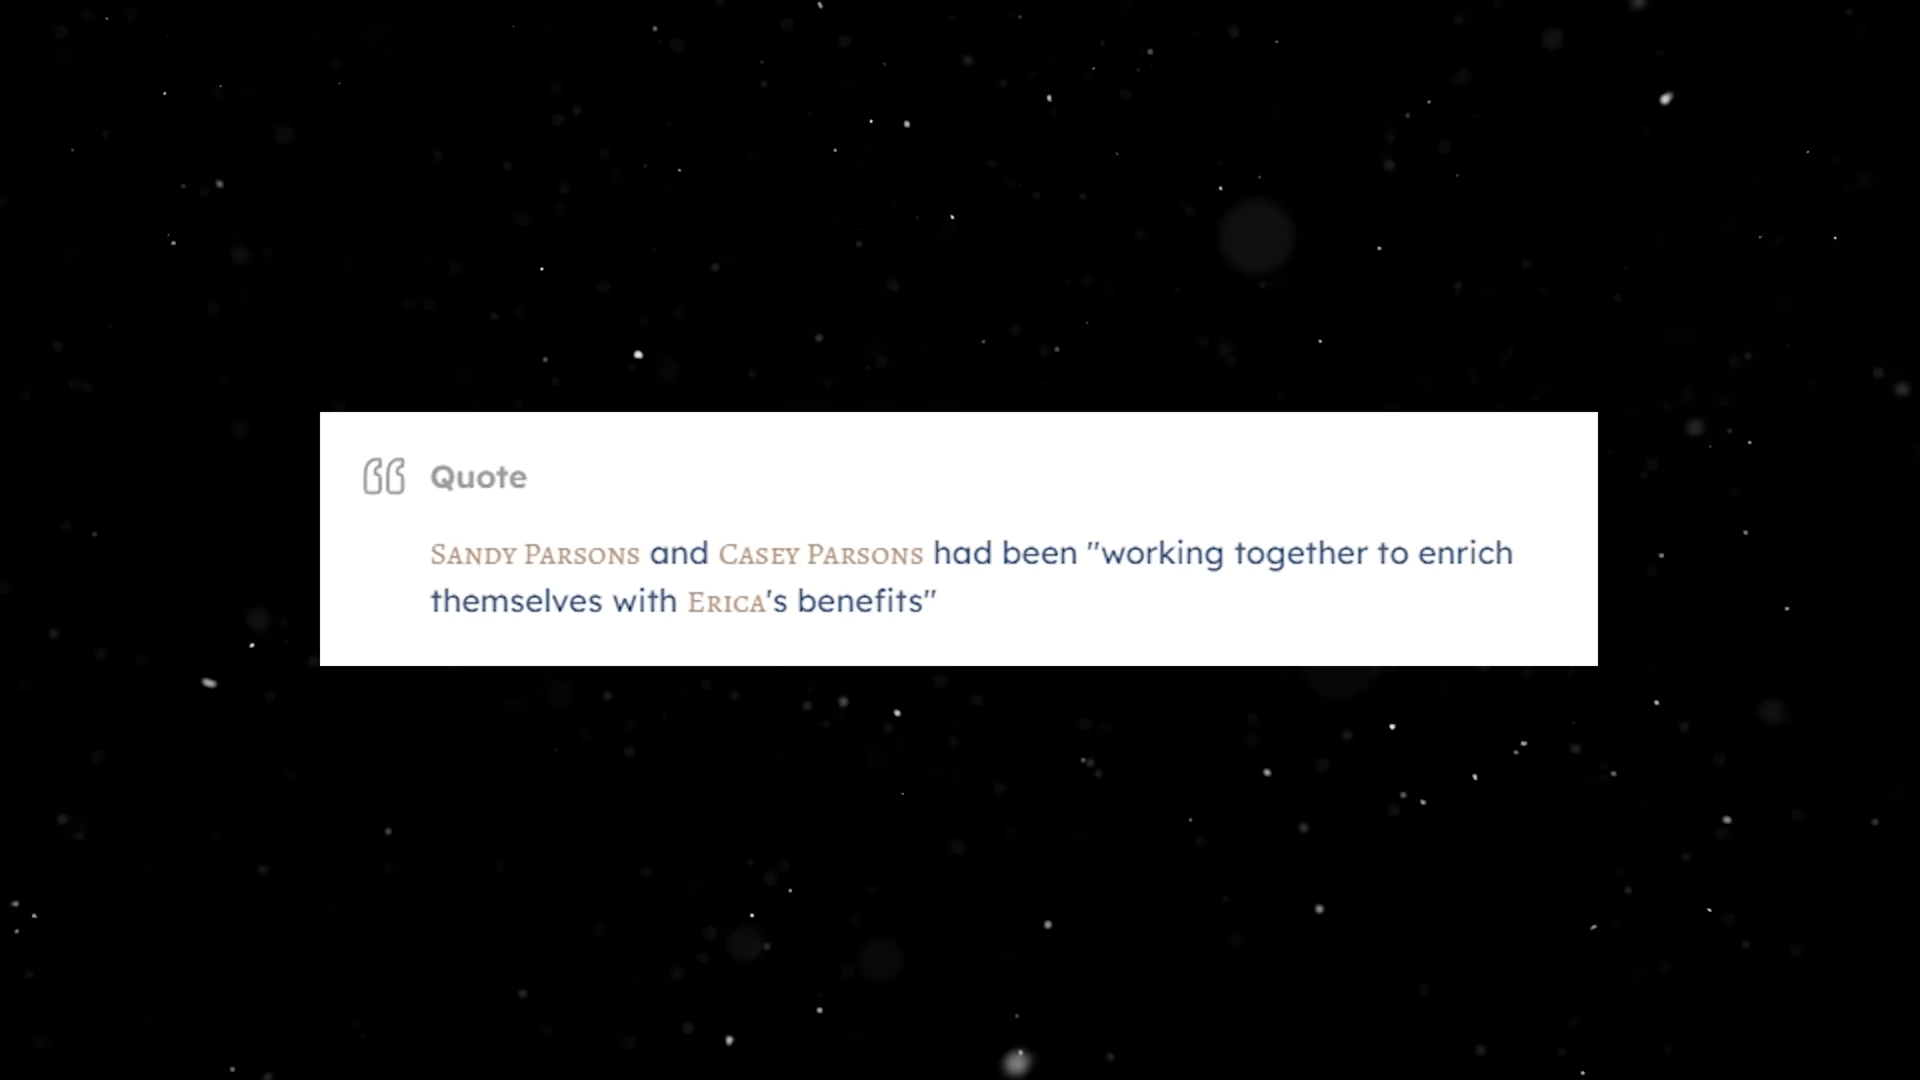 Quote
Sandy Parsons and Casey Parsons had been "working together to enrich
themselves with Erica's benefits"